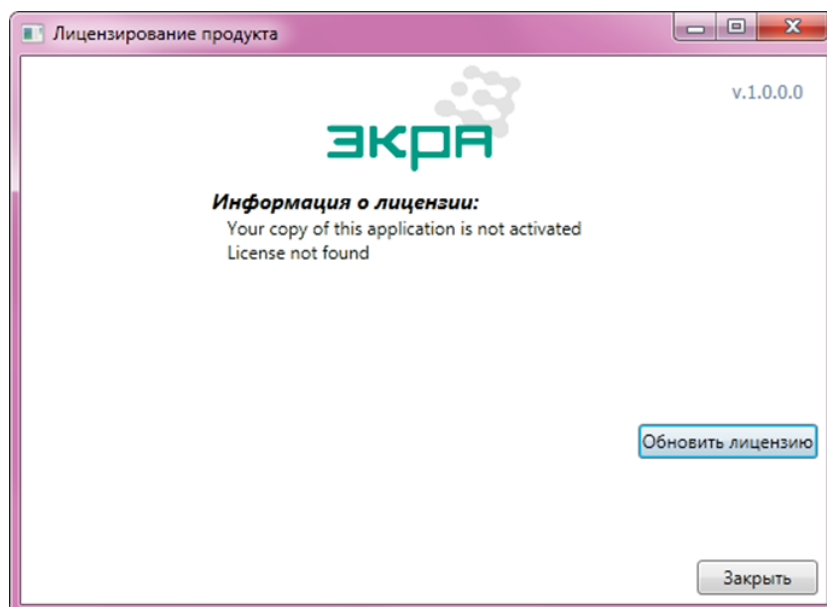 Лицензирование продукта
v.1.0.0.0
ЭКРА
Информация о лицензии:
Your copy of this application is not activated
License not found
Обновить лицензию
Закрыть